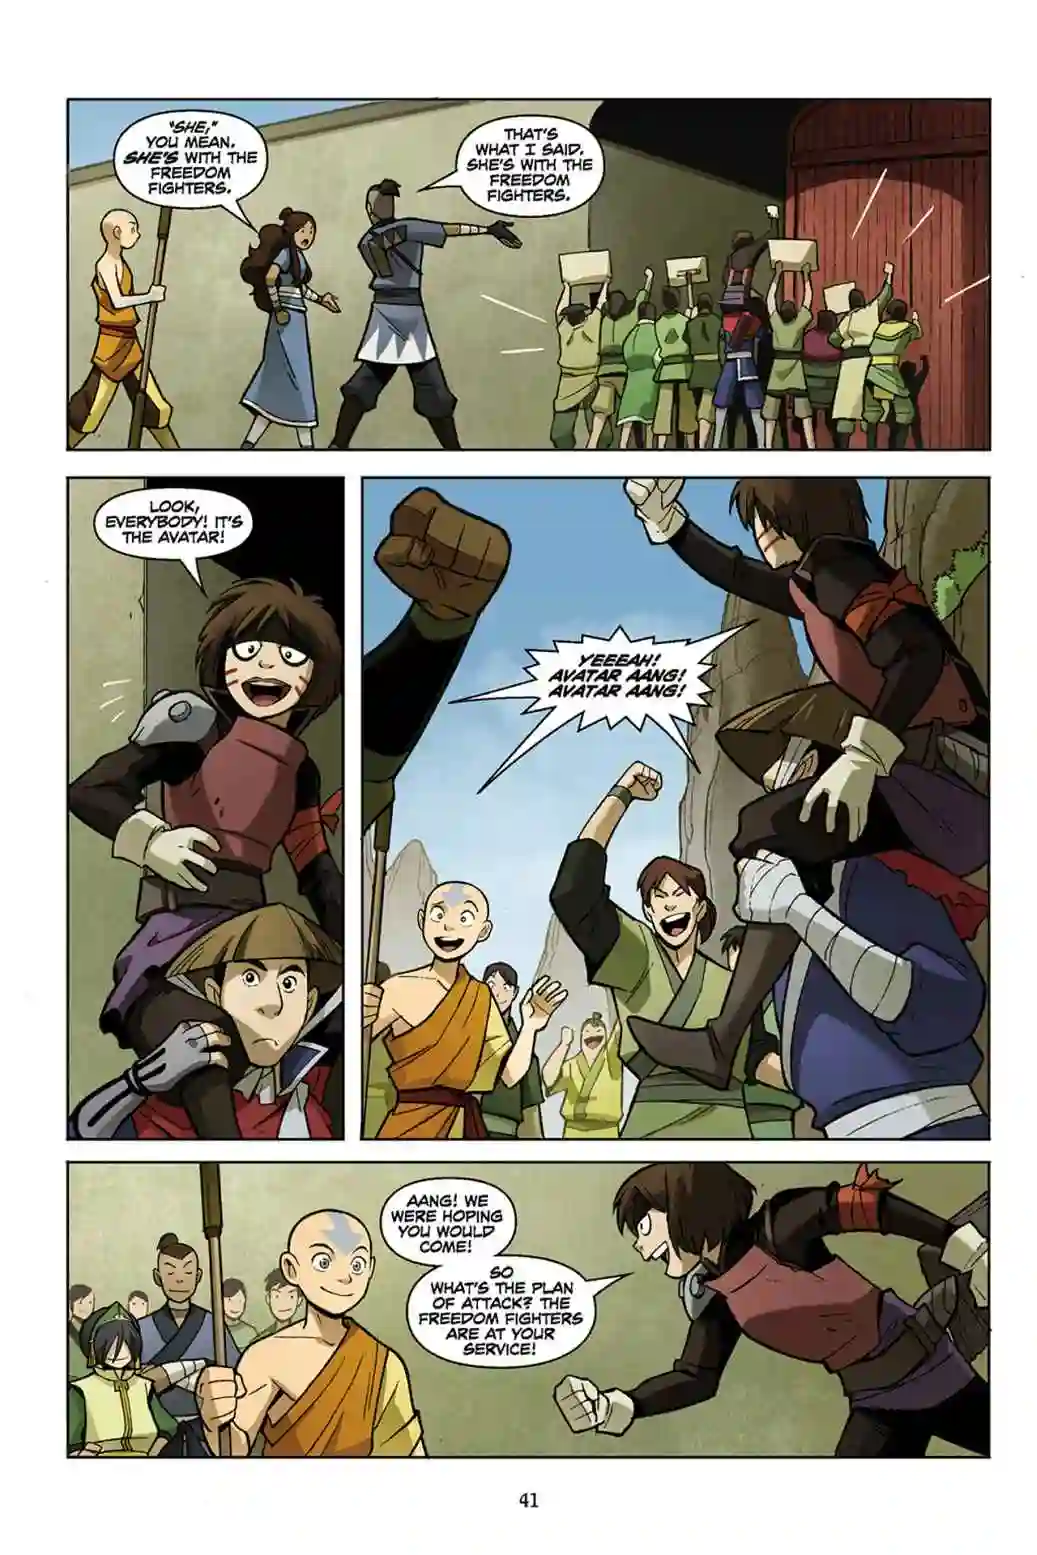 "SHE,"
YOU MEAN.
SHE'S WITH THE
FREEDOM
FIGHTERS.
THAT'S
WHAT I SAID.
SHE'S WITH THE
FREEDOM
FIGHTERS.
LOOK,
EVERYBODY! IT'S
THE AVATAR!
YEEEAH!
AVATAR AANG!
AVATAR AANG!
AANG! WE
WERE HOPING
YOU WOULD
COME!
SO
WHAT'S THE PLAN
OF ATTACK? THE
FREEDOM FIGHTERS
ARE AT YOUR
SERVICE!
41